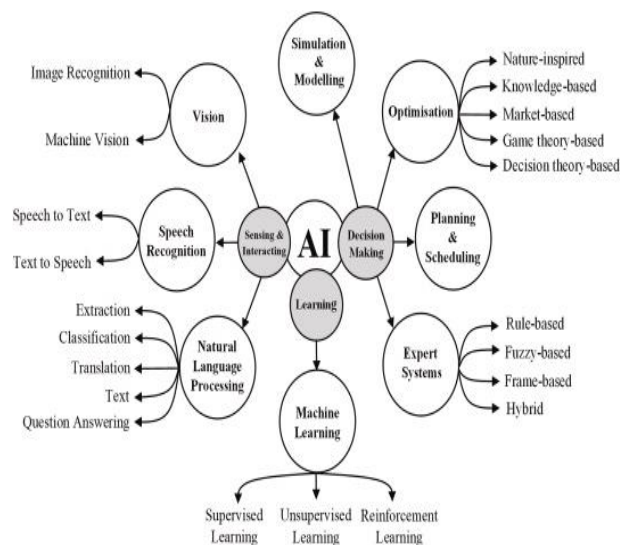 Simulation
&
Modelling
Image Recognition
Machine Vision
Vision
Optimisation
Nature-inspired
Knowledge-based
Market-based
Game theory-based
Decision theory-based
Speech to Text
Text to Speech
Speech
Recognition
Sensing &
Interacting
AI
Decision
Making
Planning
&
Scheduling
Learning
Extraction
Classification
Translation
Text
Question Answering
Natural
Language
Processing
Expert
Systems
Rule-based
Fuzzy-based
Frame-based
Hybrid
Machine
Learning
Supervised
Learning
Unsupervised
Learning
Reinforcement
Learning